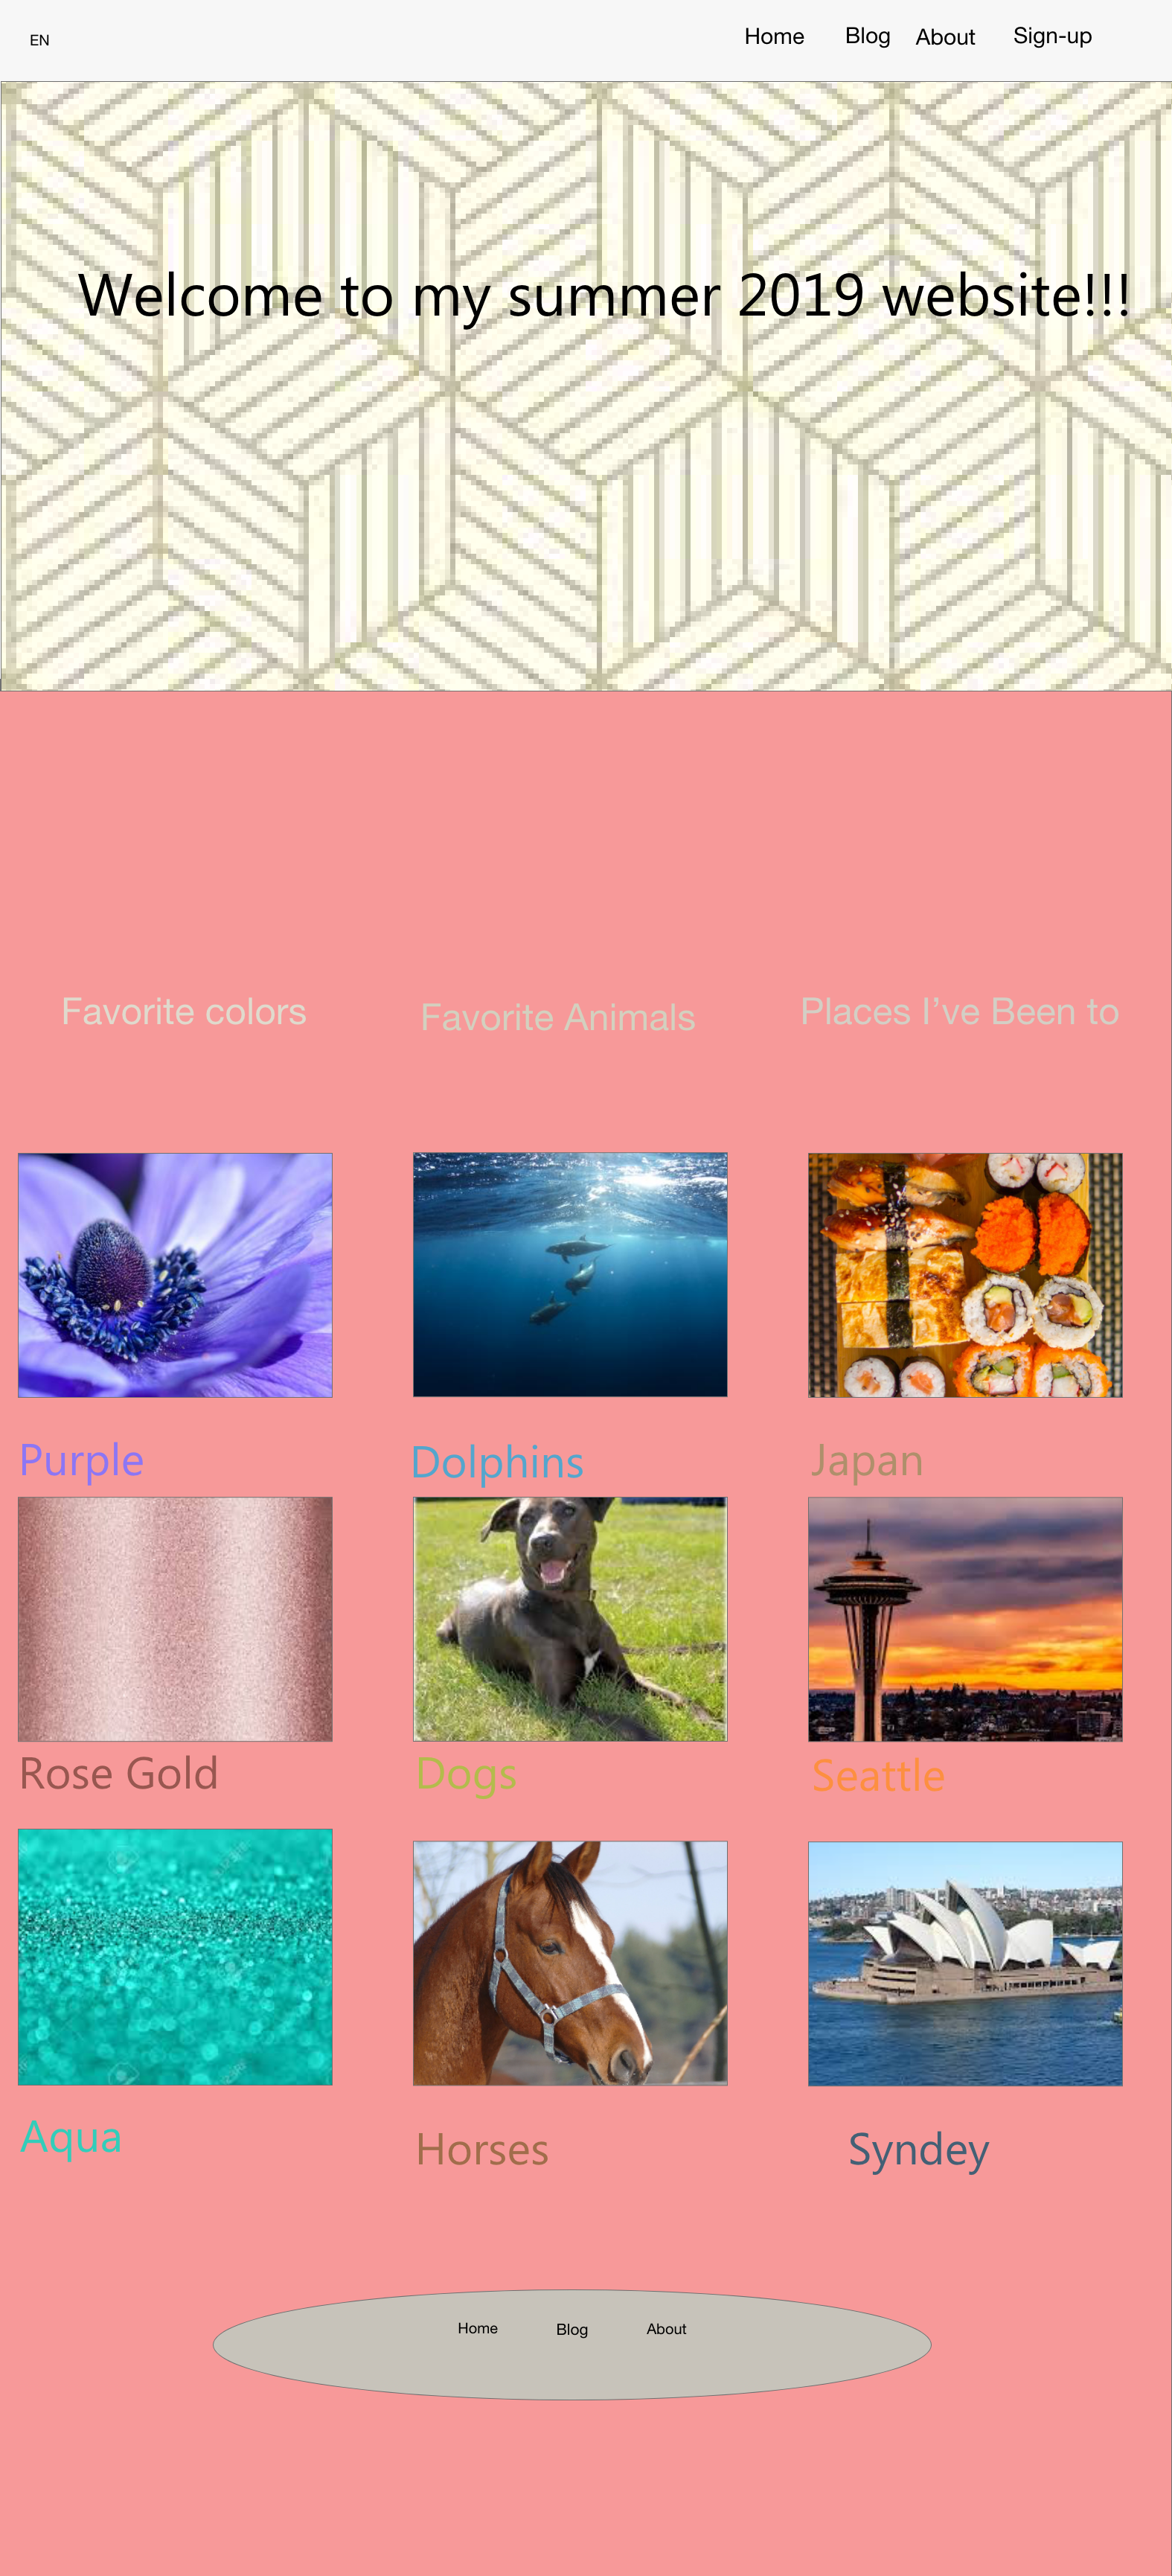 EN
Home Blog About Sign-up
Welcome to my summer 2019 website!!!
Favorite colors Favorite Animals Places I’ve Been to
Purple Dolphins Japan
Rose Gold Dogs Seattle
Aqua Horses Syndey
Home Blog About